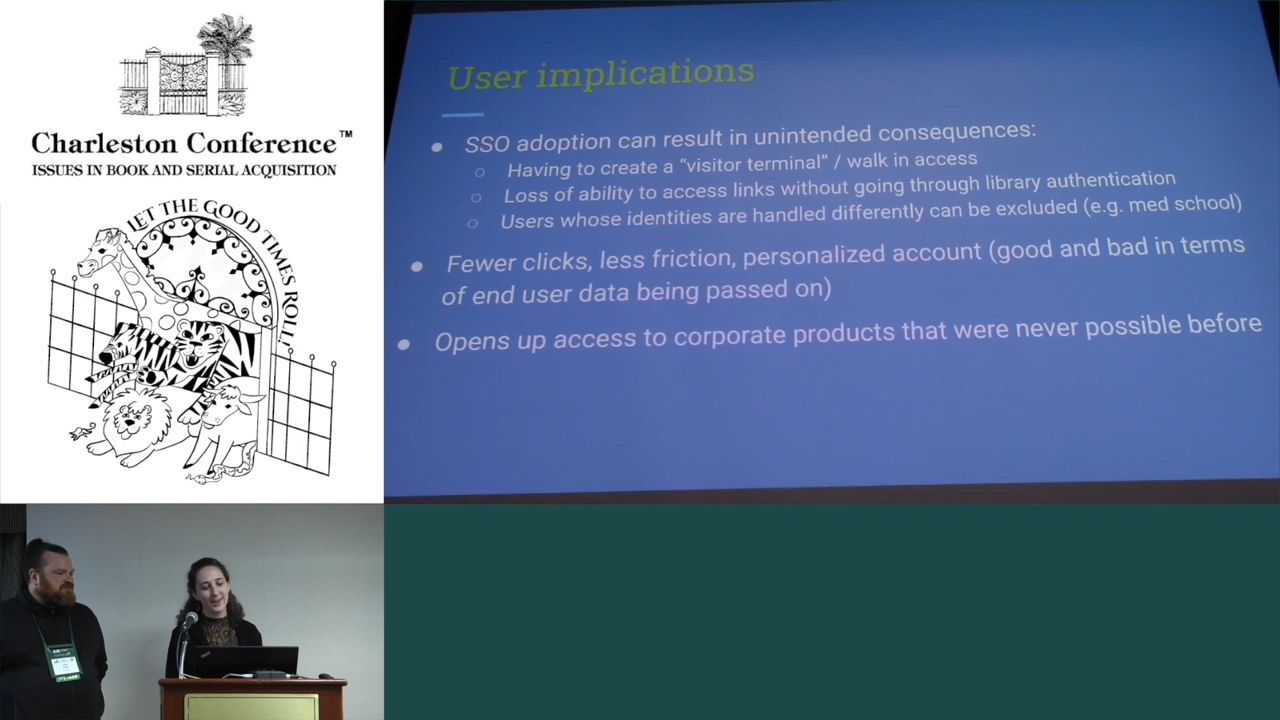 Charleston Conference™
ISSUES IN BOOK AND SERIAL ACQUISITION
LET THE GOOD TIMES ROLL!
User implications
● SSO adoption can result in unintended consequences:
○ Having to create a “visitor terminal” / walk in access
○ Loss of ability to access links without going through library authentication
○ Users whose identities are handled differently can be excluded (e.g. med school)
● Fewer clicks, less friction, personalized account (good and bad in terms
of end user data being passed on)
● Opens up access to corporate products that were never possible before